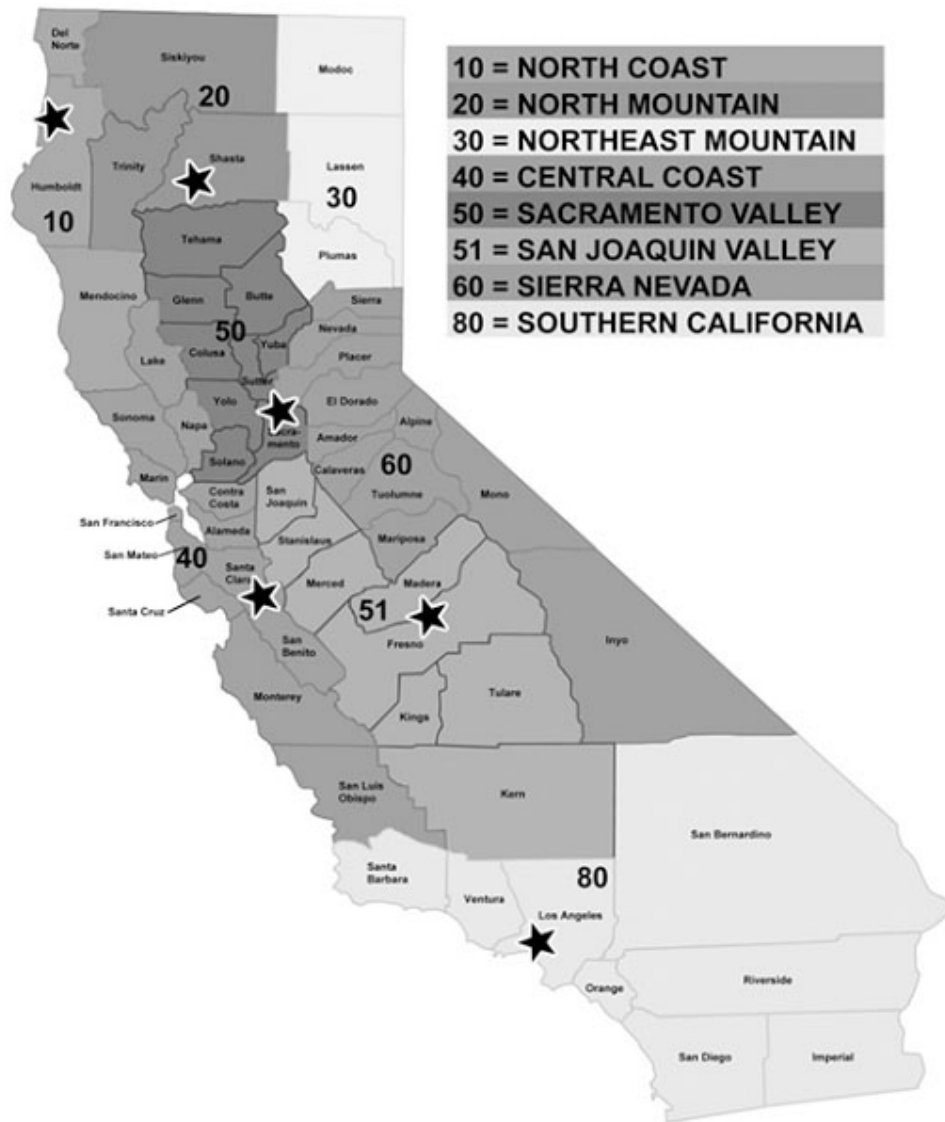 10 = NORTH COAST
20 = NORTH MOUNTAIN
30 = NORTHEAST MOUNTAIN
40 = CENTRAL COAST
50 = SACRAMENTO VALLEY
51 = SAN JOAQUIN VALLEY
60 = SIERRA NEVADA
80 = SOUTHERN CALIFORNIA
Del
Norte
Siskiyou
Modoc
20
Humboldt
10
Trinity
Shasta
Lassen
30
Tehama
Plumas
Mendocino
Glenn
Butte
Sierra
50
Nevada
Lake
Colusa
Yuba
Placer
Sutter
Sonoma
Napa
Yolo
Sacra-
mento
El Dorado
Alpine
Amador
Marin
Solano
Calaveras
60
Tuolumne
Mono
Contra
Costa
San
Joaquin
San Francisco
Alameda
Stanislaus
Mariposa
San Mateo
40
Santa
Clara
Merced
Madera
Santa Cruz
51
San
Benito
Fresno
Inyo
Monterey
Kings
Tulare
San Luis
Obispo
Kern
San Bernardino
Santa
Barbara
Ventura
80
Los Angeles
Orange
Riverside
San Diego
Imperial